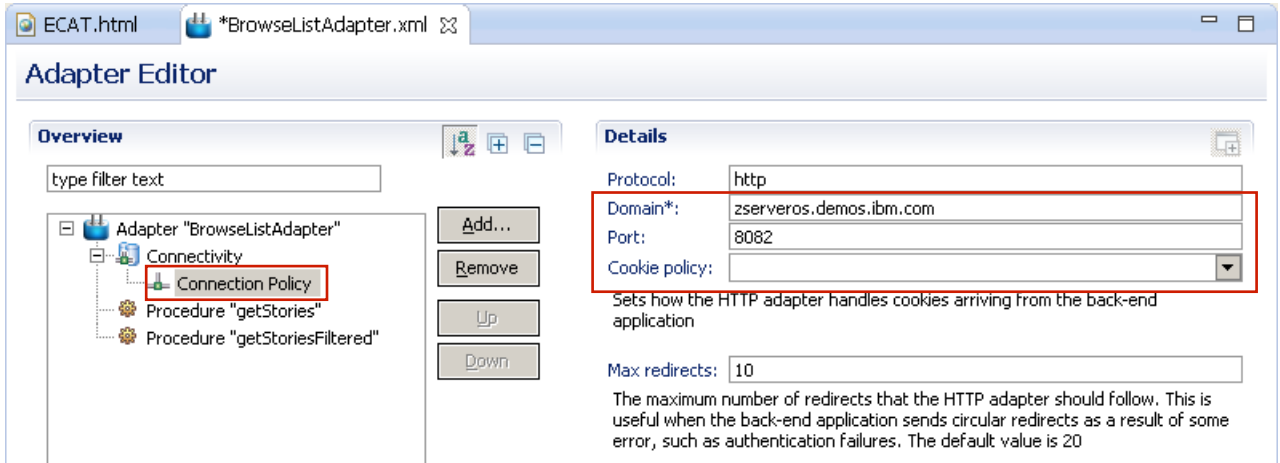 ECAT.html
*BrowseListAdapter.xml
Adapter Editor
Overview
type filter text
Adapter "BrowseListAdapter"
Connectivity
Connection Policy
Procedure "getStories"
Procedure "getStoriesFiltered"
Add...
Remove
Up
Down
Details
Protocol: http
Domain*: zserveros.demos.ibm.com
Port: 8082
Cookie policy:
Sets how the HTTP adapter handles cookies arriving from the back-end
application
Max redirects: 10
The maximum number of redirects that the HTTP adapter should follow. This is
useful when the back-end application sends circular redirects as a result of some
error, such as authentication failures. The default value is 20